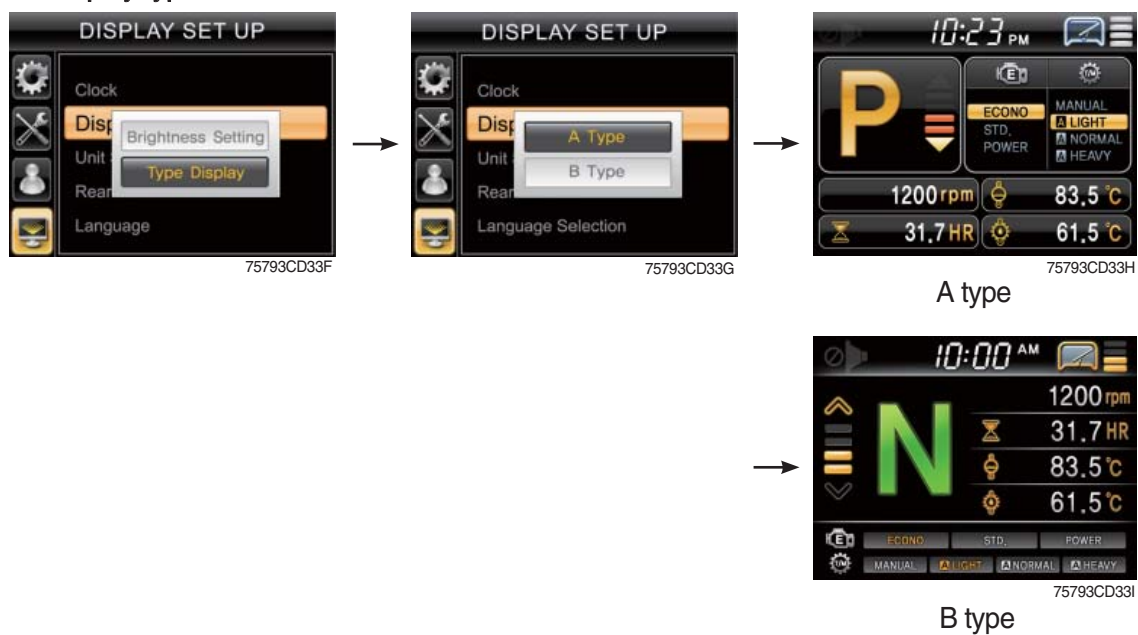 DISPLAY SET UP
Clock
Disp
Brightness Setting
Unit
Type Display
Rear
Language
75793CD33F
DISPLAY SET UP
Clock
Disp
A Type
Unit
B Type
Rear
Language Selection
75793CD33G
10:23 PM
P
E
T/M
ECONO
STD.
POWER
MANUAL
A LIGHT
A NORMAL
A HEAVY
1200 rpm
83.5 ℃
31.7 HR
61.5 ℃
75793CD33H
A type
10:00 AM
N
1200 rpm
31.7 HR
83.5 ℃
61.5 ℃
E ECONO STD. POWER
T/M MANUAL A LIGHT A NORMAL A HEAVY
75793CD33I
B type